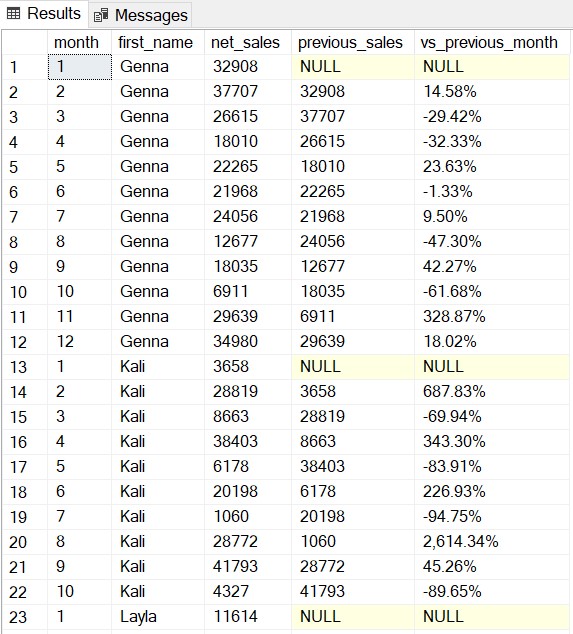 Results Messages
month first_name net_sales previous_sales vs_previous_month
1 1 Genna 32908 NULL NULL
2 2 Genna 37707 32908 14.58%
3 3 Genna 26615 37707 -29.42%
4 4 Genna 18010 26615 -32.33%
5 5 Genna 22265 18010 23.63%
6 6 Genna 21968 22265 -1.33%
7 7 Genna 24056 21968 9.50%
8 8 Genna 12677 24056 -47.30%
9 9 Genna 18035 12677 42.27%
10 10 Genna 6911 18035 -61.68%
11 11 Genna 29639 6911 328.87%
12 12 Genna 34980 29639 18.02%
13 1 Kali 3658 NULL NULL
14 2 Kali 28819 3658 687.83%
15 3 Kali 8663 28819 -69.94%
16 4 Kali 38403 8663 343.30%
17 5 Kali 6178 38403 -83.91%
18 6 Kali 20198 6178 226.93%
19 7 Kali 1060 20198 -94.75%
20 8 Kali 28772 1060 2,614.34%
21 9 Kali 41793 28772 45.26%
22 10 Kali 4327 41793 -89.65%
23 1 Layla 11614 NULL NULL